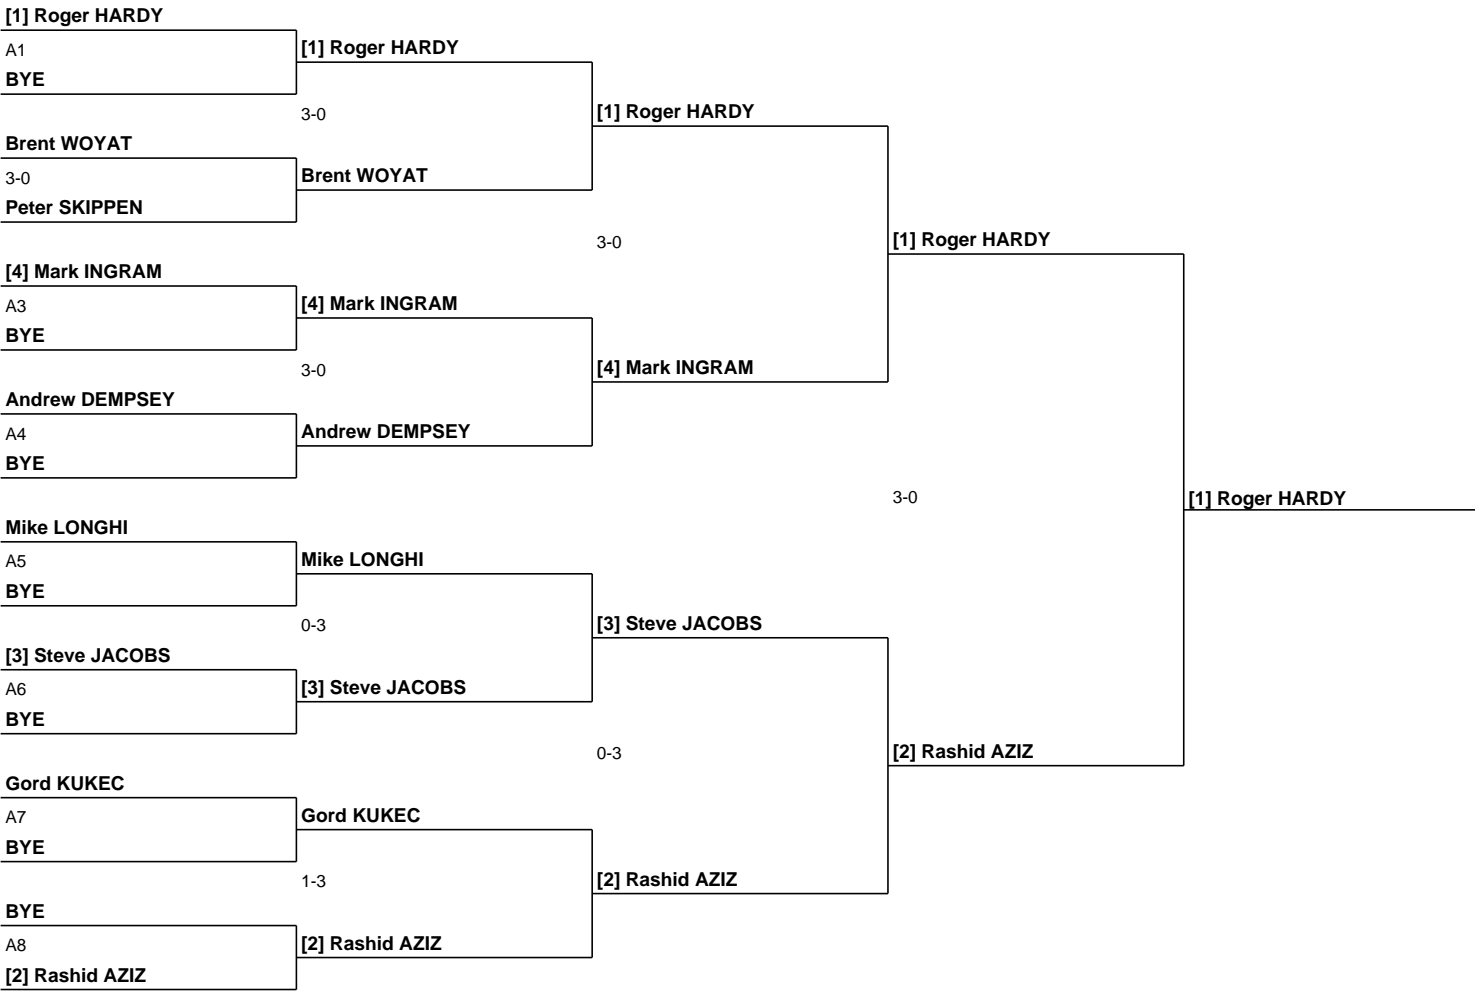 [1] Roger HARDY
A1
BYE
Brent WOYAT
3-0
Peter SKIPPEN
[4] Mark INGRAM
A3
BYE
Andrew DEMPSEY
A4
BYE
Mike LONGHI
A5
BYE
[3] Steve JACOBS
A6
BYE
Gord KUKEC
A7
BYE
BYE
A8
[2] Rashid AZIZ
[1] Roger HARDY
3-0
Brent WOYAT
[4] Mark INGRAM
3-0
Andrew DEMPSEY
Mike LONGHI
0-3
[3] Steve JACOBS
Gord KUKEC
1-3
[2] Rashid AZIZ
[1] Roger HARDY
3-0
[4] Mark INGRAM
[3] Steve JACOBS
0-3
[2] Rashid AZIZ
[1] Roger HARDY
3-0
[2] Rashid AZIZ
[1] Roger HARDY